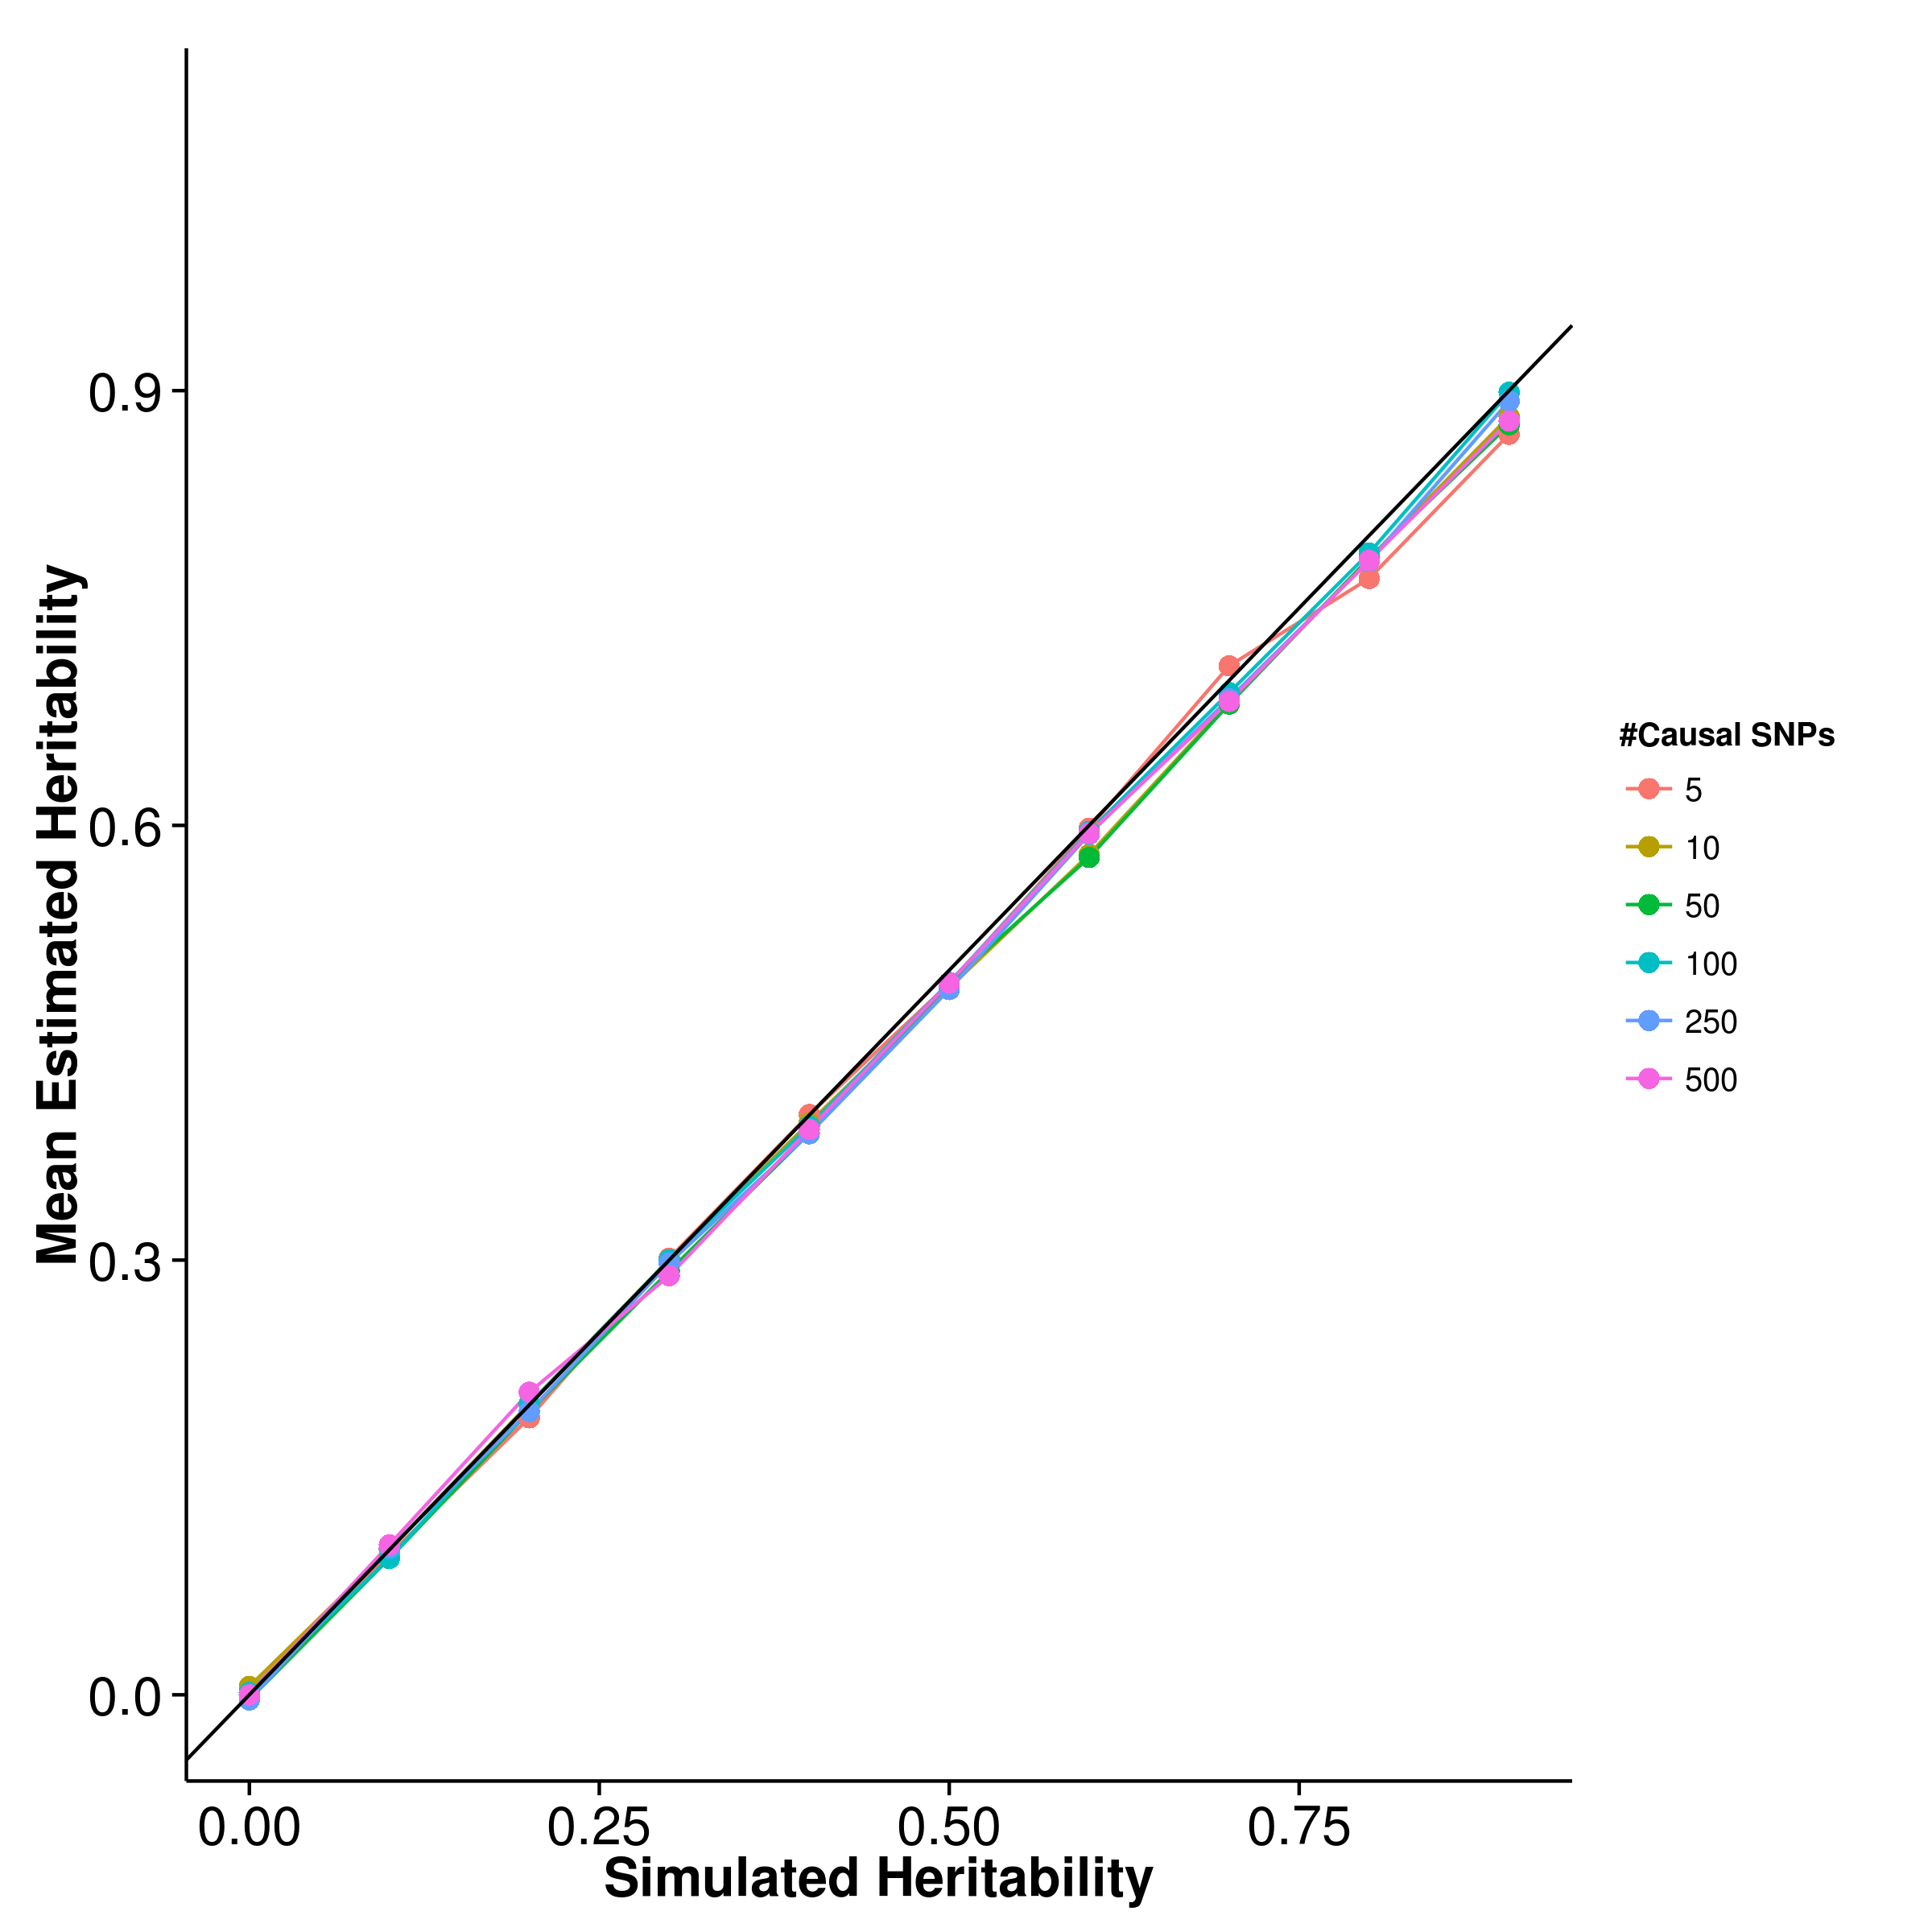 Mean Estimated Heritability
0.9
0.6
0.3
0.0
0.00 0.25 0.50 0.75
Simulated Heritability
#Causal SNPs
5
10
50
100
250
500